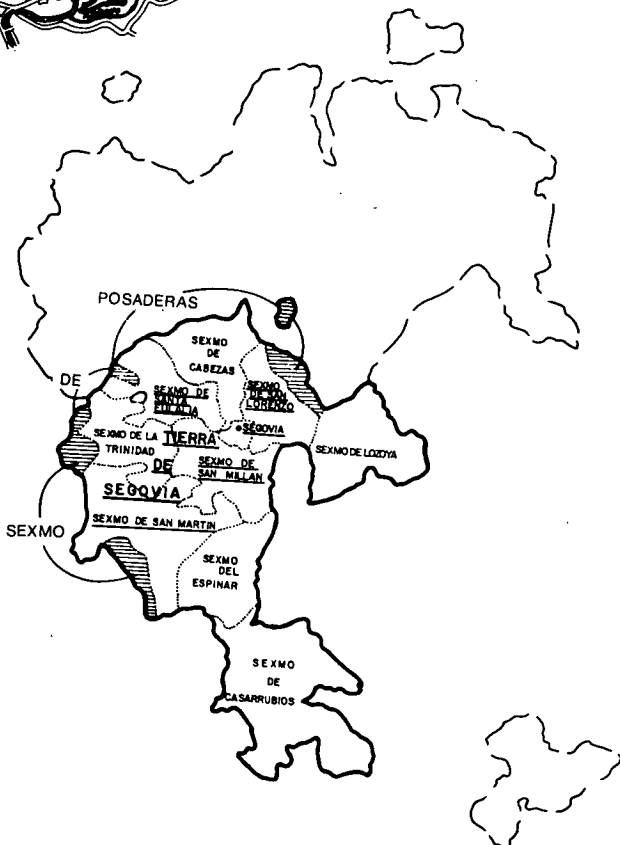 POSADERAS
SEXMO
DE
CABEZAS
DE
SEXMO DE
SANTA
EULALIA
SEXMO
DE SAN
LORENZO
SEGOVIA
SEXMO DE LA
TRINIDAD
TIERRA
DE
SEGOVIA
SEXMO DE
SAN MILLAN
SEXMO DE LOZOYA
SEXMO
SEXMO DE SAN MARTIN
SEXMO
DEL
ESPINAR
SEXMO
DE
CASARRUBIOS